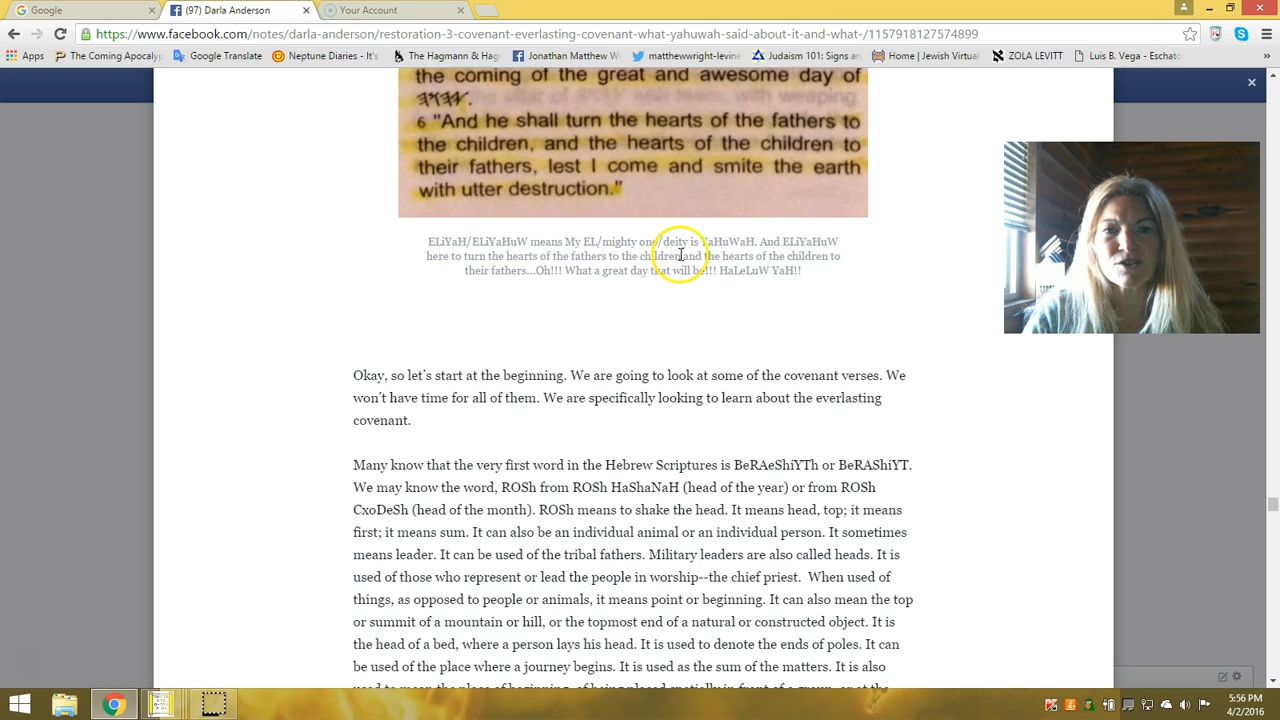 Google
(97) Darla Anderson
Your Account
https://www.facebook.com/notes/darla-anderson/restoration-3-covenant-everlasting-covenant-what-yahuwah-said-about-it-and-what-/1157918127574899
Apps
The Coming Apocalyp
Google Translate
Neptune Diaries - It's
The Hagmann & Hag
Jonathan Matthew W
matthewwright-levine
Judaism 101: Signs an
Home | Jewish Virtual
ZOLA LEVITT
Luis B. Vega - Eschato
the coming of the great and awesome day of
𐤉𐤄𐤅𐤄.
6 "And he shall turn the hearts of the fathers to
the children, and the hearts of the children to
their fathers, lest I come and smite the earth
with utter destruction."
ELiYaH/ELiYaHuW means My EL/mighty one/deity is YaHuWaH. And ELiYaHuW
here to turn the hearts of the fathers to the children and the hearts of the children to
their fathers...Oh!!! What a great day that will be!!! HaLeLuW YaH!!
Okay, so let's start at the beginning. We are going to look at some of the covenant verses. We
won't have time for all of them. We are specifically looking to learn about the everlasting
covenant.
Many know that the very first word in the Hebrew Scriptures is BeRAeShiYTh or BeRAShiYT.
We may know the word, ROSh from ROSh HaShaNaH (head of the year) or from ROSh
CxoDeSh (head of the month). ROSh means to shake the head. It means head, top; it means
first; it means sum. It can also be an individual animal or an individual person. It sometimes
means leader. It can be used of the tribal fathers. Military leaders are also called heads. It is
used of those who represent or lead the people in worship--the chief priest.  When used of
things, as opposed to people or animals, it means point or beginning. It can also mean the top
or summit of a mountain or hill, or the topmost end of a natural or constructed object. It is
the head of a bed, where a person lays his head. It is used to denote the ends of poles. It can
be used of the place where a journey begins. It is used as the sum of the matters. It is also
5:56 PM
4/2/2016